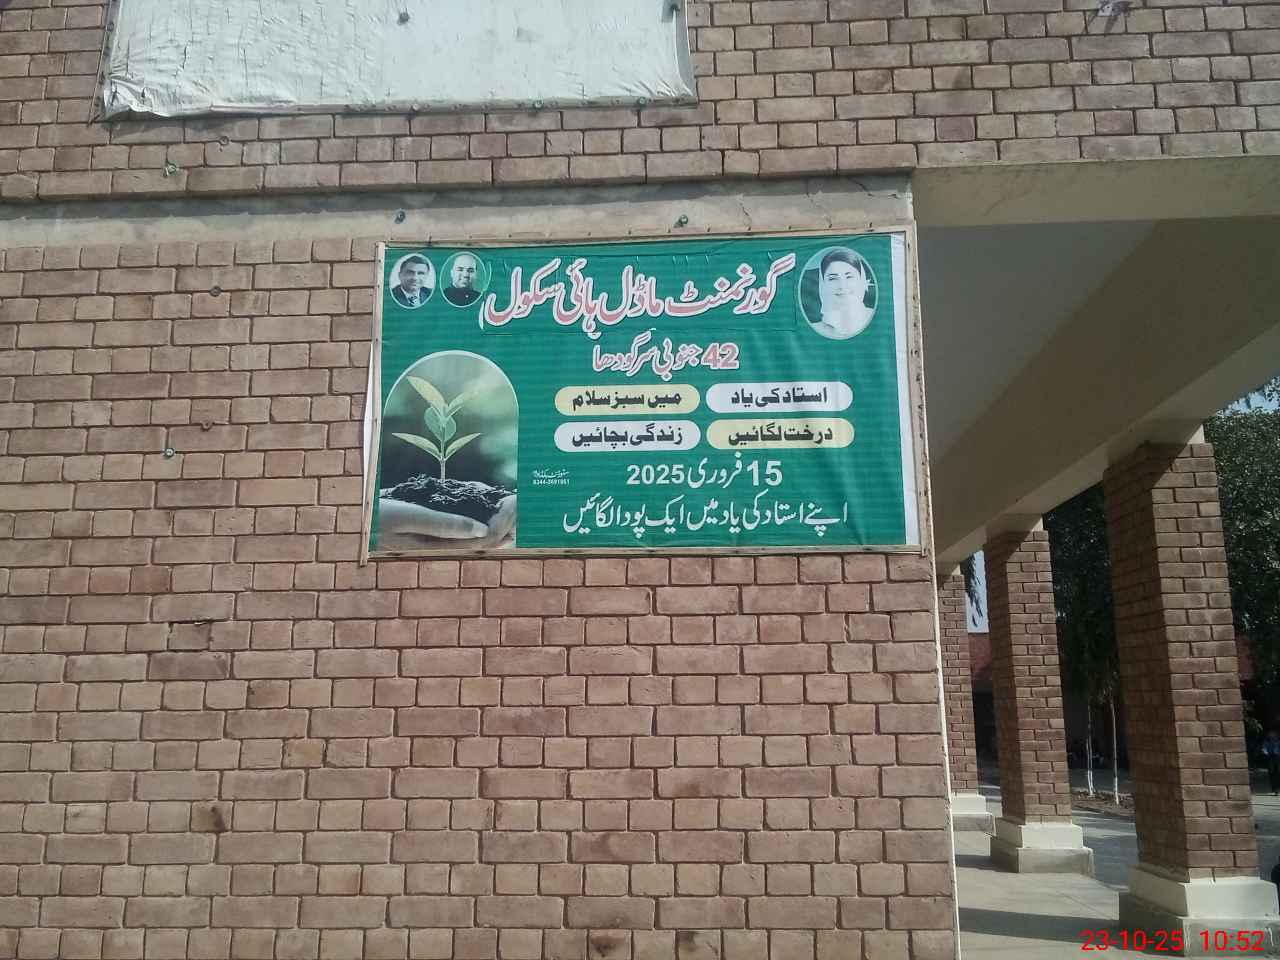 گورنمنٹ ماڈل ہائی سکول
42 جنوبی سرگودھا
استاد کی یاد میں سبز سلام
درخت لگائیں زندگی بچائیں
15 فروری 2025
اپنے استاد کی یاد میں ایک پودا لگائیں
23-10-25 10:52